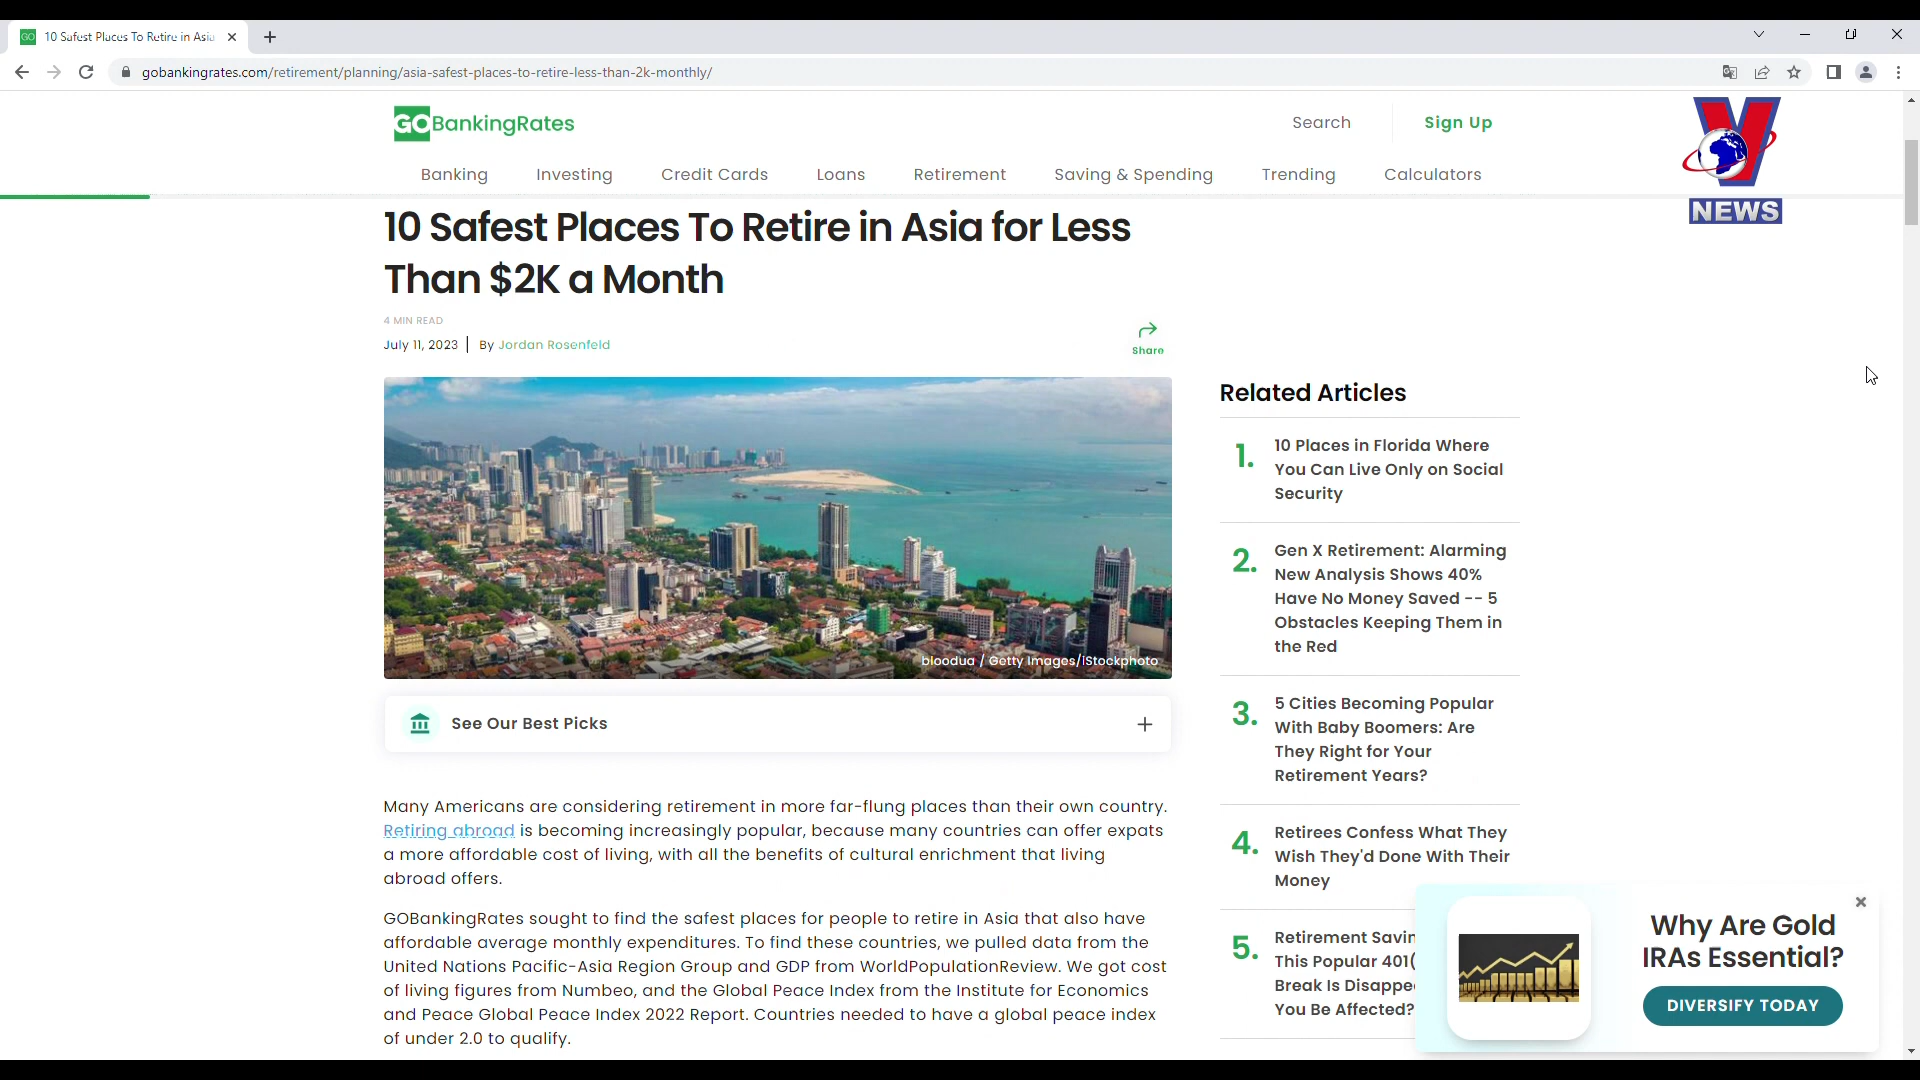 GO 10 Safest Places To Retire in Asia
gobankingrates.com/retirement/planning/asia-safest-places-to-retire-less-than-2k-monthly/
GOBankingRates
Search
Sign Up
V
NEWS
Banking
Investing
Credit Cards
Loans
Retirement
Saving & Spending
Trending
Calculators
10 Safest Places To Retire in Asia for Less
Than $2K a Month
4 MIN READ
July 11, 2023 | By Jordan Rosenfeld
Share
bloodua / Getty Images/iStockphoto
See Our Best Picks
Many Americans are considering retirement in more far-flung places than their own country.
Retiring abroad is becoming increasingly popular, because many countries can offer expats
a more affordable cost of living, with all the benefits of cultural enrichment that living
abroad offers.
GOBankingRates sought to find the safest places for people to retire in Asia that also have
affordable average monthly expenditures. To find these countries, we pulled data from the
United Nations Pacific-Asia Region Group and GDP from WorldPopulationReview. We got cost
of living figures from Numbeo, and the Global Peace Index from the Institute for Economics
and Peace Global Peace Index 2022 Report. Countries needed to have a global peace index
of under 2.0 to qualify.
Related Articles
1. 10 Places in Florida Where
You Can Live Only on Social
Security
2. Gen X Retirement: Alarming
New Analysis Shows 40%
Have No Money Saved -- 5
Obstacles Keeping Them in
the Red
3. 5 Cities Becoming Popular
With Baby Boomers: Are
They Right for Your
Retirement Years?
4. Retirees Confess What They
Wish They'd Done With Their
Money
5. Retirement Savin
This Popular 401(
Break Is Disappe
You Be Affected?
Why Are Gold
IRAs Essential?
DIVERSIFY TODAY